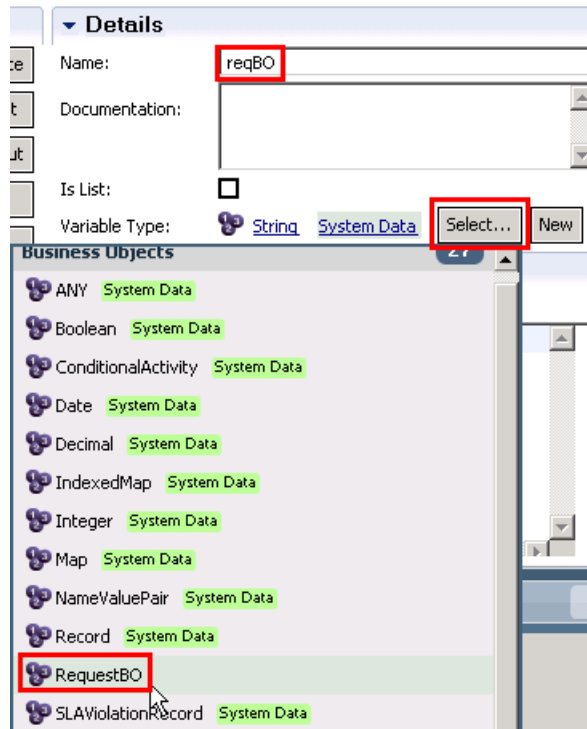 Details
Name: reqBO
Documentation:
Is List:
Variable Type: String System Data Select... New
Business Objects 27
ANY System Data
Boolean System Data
ConditionalActivity System Data
Date System Data
Decimal System Data
IndexedMap System Data
Integer System Data
Map System Data
NameValuePair System Data
Record System Data
RequestBO
SLAViolationRecord System Data